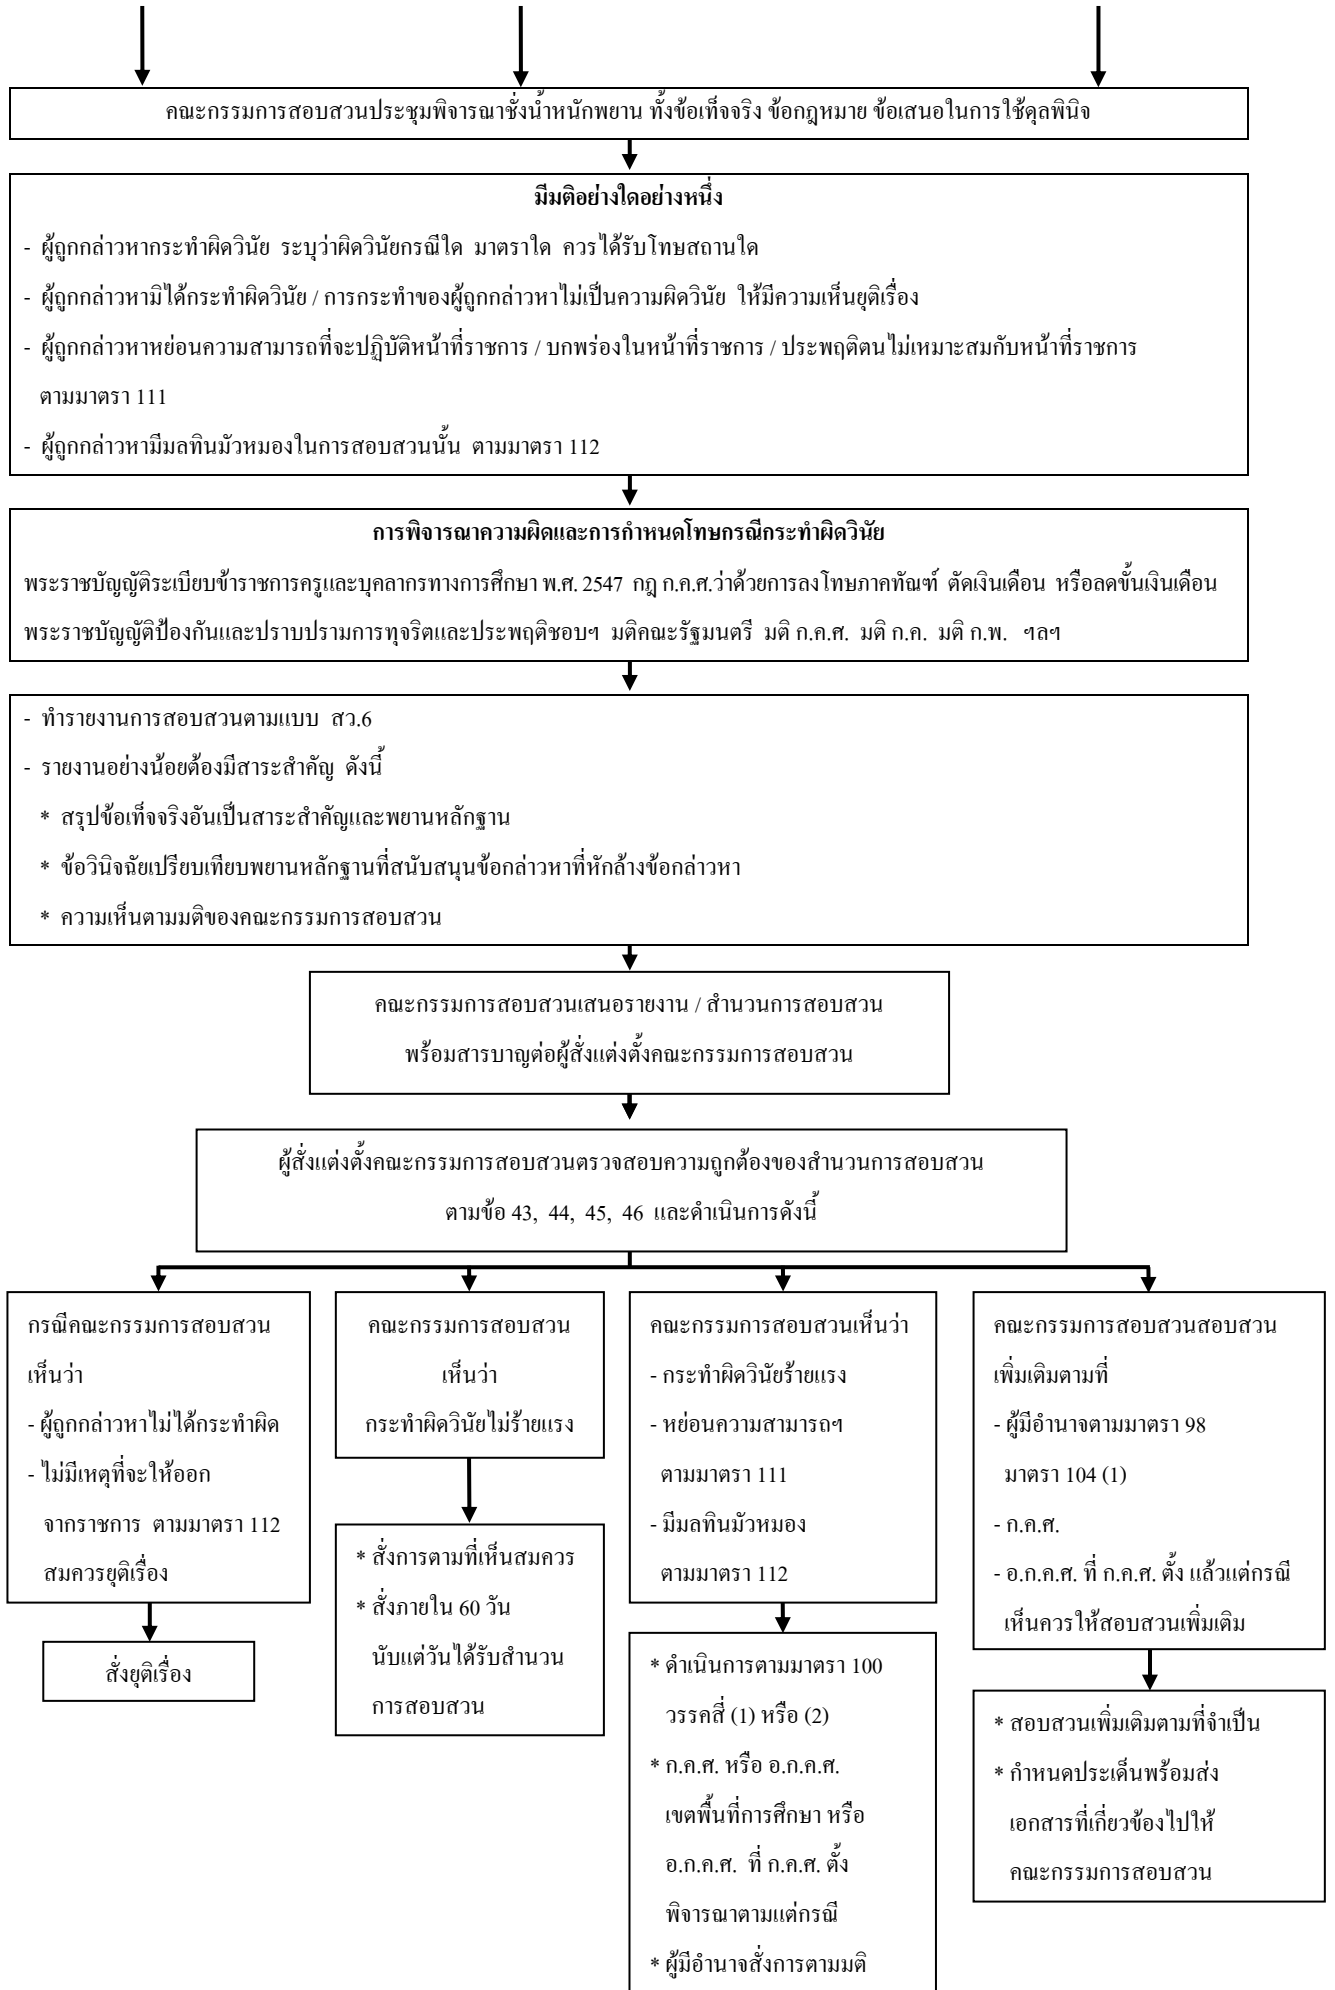 คณะกรรมการสอบสวนประชุมพิจารณาชั่งน้ำหนักพยาน ทั้งข้อเท็จจริง ข้อกฎหมาย ข้อเสนอในการใช้ดุลพินิจ
มีมติอย่างใดอย่างหนึ่ง
- ผู้ถูกกล่าวหากระทำผิดวินัย ระบุว่าผิดวินัยกรณีใด มาตราใด ควรได้รับโทษสถานใด
- ผู้ถูกกล่าวหามิได้กระทำผิดวินัย / การกระทำของผู้ถูกกล่าวหาไม่เป็นความผิดวินัย ให้มีความเห็นยุติเรื่อง
- ผู้ถูกกล่าวหาหย่อนความสามารถที่จะปฏิบัติหน้าที่ราชการ / บกพร่องในหน้าที่ราชการ / ประพฤติตนไม่เหมาะสมกับหน้าที่ราชการ
ตามมาตรา 111
- ผู้ถูกกล่าวหามีมลทินมัวหมองในการสอบสวนนั้น ตามมาตรา 112
การพิจารณาความผิดและการกำหนดโทษกรณีกระทำผิดวินัย
พระราชบัญญัติระเบียบข้าราชการครูและบุคลากรทางการศึกษา พ.ศ. 2547 กฎ ก.ค.ศ.ว่าด้วยการลงโทษภาคทัณฑ์ ตัดเงินเดือน หรือลดขั้นเงินเดือน
พระราชบัญญัติป้องกันและปราบปรามการทุจริตและประพฤติชอบฯ มติคณะรัฐมนตรี มติ ก.ค.ศ. มติ ก.ค. มติ ก.พ. ฯลฯ
- ทำรายงานการสอบสวนตามแบบ สว.6
- รายงานอย่างน้อยต้องมีสาระสำคัญ ดังนี้
* สรุปข้อเท็จจริงอันเป็นสาระสำคัญและพยานหลักฐาน
* ข้อวินิจฉัยเปรียบเทียบพยานหลักฐานที่สนับสนุนข้อกล่าวหาที่หักล้างข้อกล่าวหา
* ความเห็นตามมติของคณะกรรมการสอบสวน
คณะกรรมการสอบสวนเสนอรายงาน / สำนวนการสอบสวน
พร้อมสารบาญต่อผู้สั่งแต่งตั้งคณะกรรมการสอบสวน
ผู้สั่งแต่งตั้งคณะกรรมการสอบสวนตรวจสอบความถูกต้องของสำนวนการสอบสวน
ตามข้อ 43, 44, 45, 46 และดำเนินการดังนี้
กรณีคณะกรรมการสอบสวน
เห็นว่า
- ผู้ถูกกล่าวหาไม่ได้กระทำผิด
- ไม่มีเหตุที่จะให้ออก
จากราชการ ตามมาตรา 112
สมควรยุติเรื่อง
สั่งยุติเรื่อง
คณะกรรมการสอบสวน
เห็นว่า
กระทำผิดวินัยไม่ร้ายแรง
* สั่งการตามที่เห็นสมควร
* สั่งภายใน 60 วัน
นับแต่วันได้รับสำนวน
การสอบสวน
คณะกรรมการสอบสวนเห็นว่า
- กระทำผิดวินัยร้ายแรง
- หย่อนความสามารถฯ
ตามมาตรา 111
- มีมลทินมัวหมอง
ตามมาตรา 112
* ดำเนินการตามมาตรา 100
วรรคสี่ (1) หรือ (2)
* ก.ค.ศ. หรือ อ.ก.ค.ศ.
เขตพื้นที่การศึกษา หรือ
อ.ก.ค.ศ. ที่ ก.ค.ศ. ตั้ง
พิจารณาตามแต่กรณี
* ผู้มีอำนาจสั่งการตามมติ
คณะกรรมการสอบสวนสอบสวน
เพิ่มเติมตามที่
- ผู้มีอำนาจตามมาตรา 98
มาตรา 104 (1)
- ก.ค.ศ.
- อ.ก.ค.ศ. ที่ ก.ค.ศ. ตั้ง แล้วแต่กรณี
เห็นควรให้สอบสวนเพิ่มเติม
* สอบสวนเพิ่มเติมตามที่จำเป็น
* กำหนดประเด็นพร้อมส่ง
เอกสารที่เกี่ยวข้องไปให้
คณะกรรมการสอบสวน